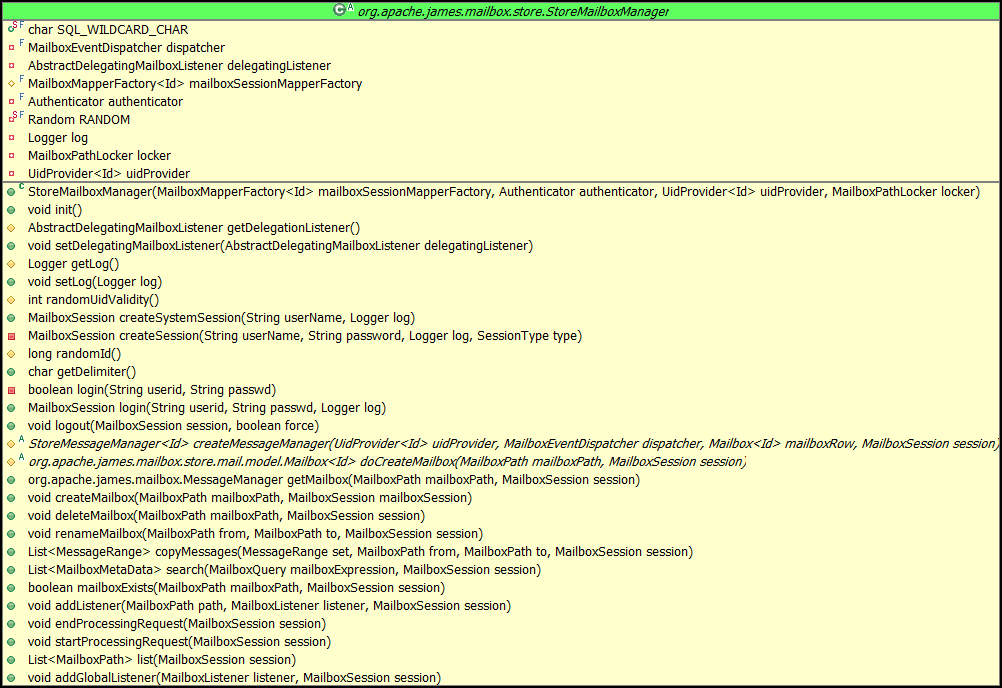 C A org.apache.james.mailbox.store.StoreMailboxManager
S F char SQL_WILDCARD_CHAR
F MailboxEventDispatcher dispatcher
AbstractDelegatingMailboxListener delegatingListener
F MailboxMapperFactory<Id> mailboxSessionMapperFactory
F Authenticator authenticator
S F Random RANDOM
Logger log
MailboxPathLocker locker
UidProvider<Id> uidProvider
C StoreMailboxManager(MailboxMapperFactory<Id> mailboxSessionMapperFactory, Authenticator authenticator, UidProvider<Id> uidProvider, MailboxPathLocker locker)
void init()
AbstractDelegatingMailboxListener getDelegationListener()
void setDelegatingMailboxListener(AbstractDelegatingMailboxListener delegatingListener)
Logger getLog()
void setLog(Logger log)
int randomUidValidity()
MailboxSession createSystemSession(String userName, Logger log)
MailboxSession createSession(String userName, String password, Logger log, SessionType type)
long randomId()
char getDelimiter()
boolean login(String userid, String passwd)
MailboxSession login(String userid, String passwd, Logger log)
void logout(MailboxSession session, boolean force)
A StoreMessageManager<Id> createMessageManager(UidProvider<Id> uidProvider, MailboxEventDispatcher dispatcher, Mailbox<Id> mailboxRow, MailboxSession session)
A org.apache.james.mailbox.store.mail.model.Mailbox<Id> doCreateMailbox(MailboxPath mailboxPath, MailboxSession session)
org.apache.james.mailbox.MessageManager getMailbox(MailboxPath mailboxPath, MailboxSession session)
void createMailbox(MailboxPath mailboxPath, MailboxSession mailboxSession)
void deleteMailbox(MailboxPath mailboxPath, MailboxSession session)
void renameMailbox(MailboxPath from, MailboxPath to, MailboxSession session)
List<MessageRange> copyMessages(MessageRange set, MailboxPath from, MailboxPath to, MailboxSession session)
List<MailboxMetaData> search(MailboxQuery mailboxExpression, MailboxSession session)
boolean mailboxExists(MailboxPath mailboxPath, MailboxSession session)
void addListener(MailboxPath path, MailboxListener listener, MailboxSession session)
void endProcessingRequest(MailboxSession session)
void startProcessingRequest(MailboxSession session)
List<MailboxPath> list(MailboxSession session)
void addGlobalListener(MailboxListener listener, MailboxSession session)